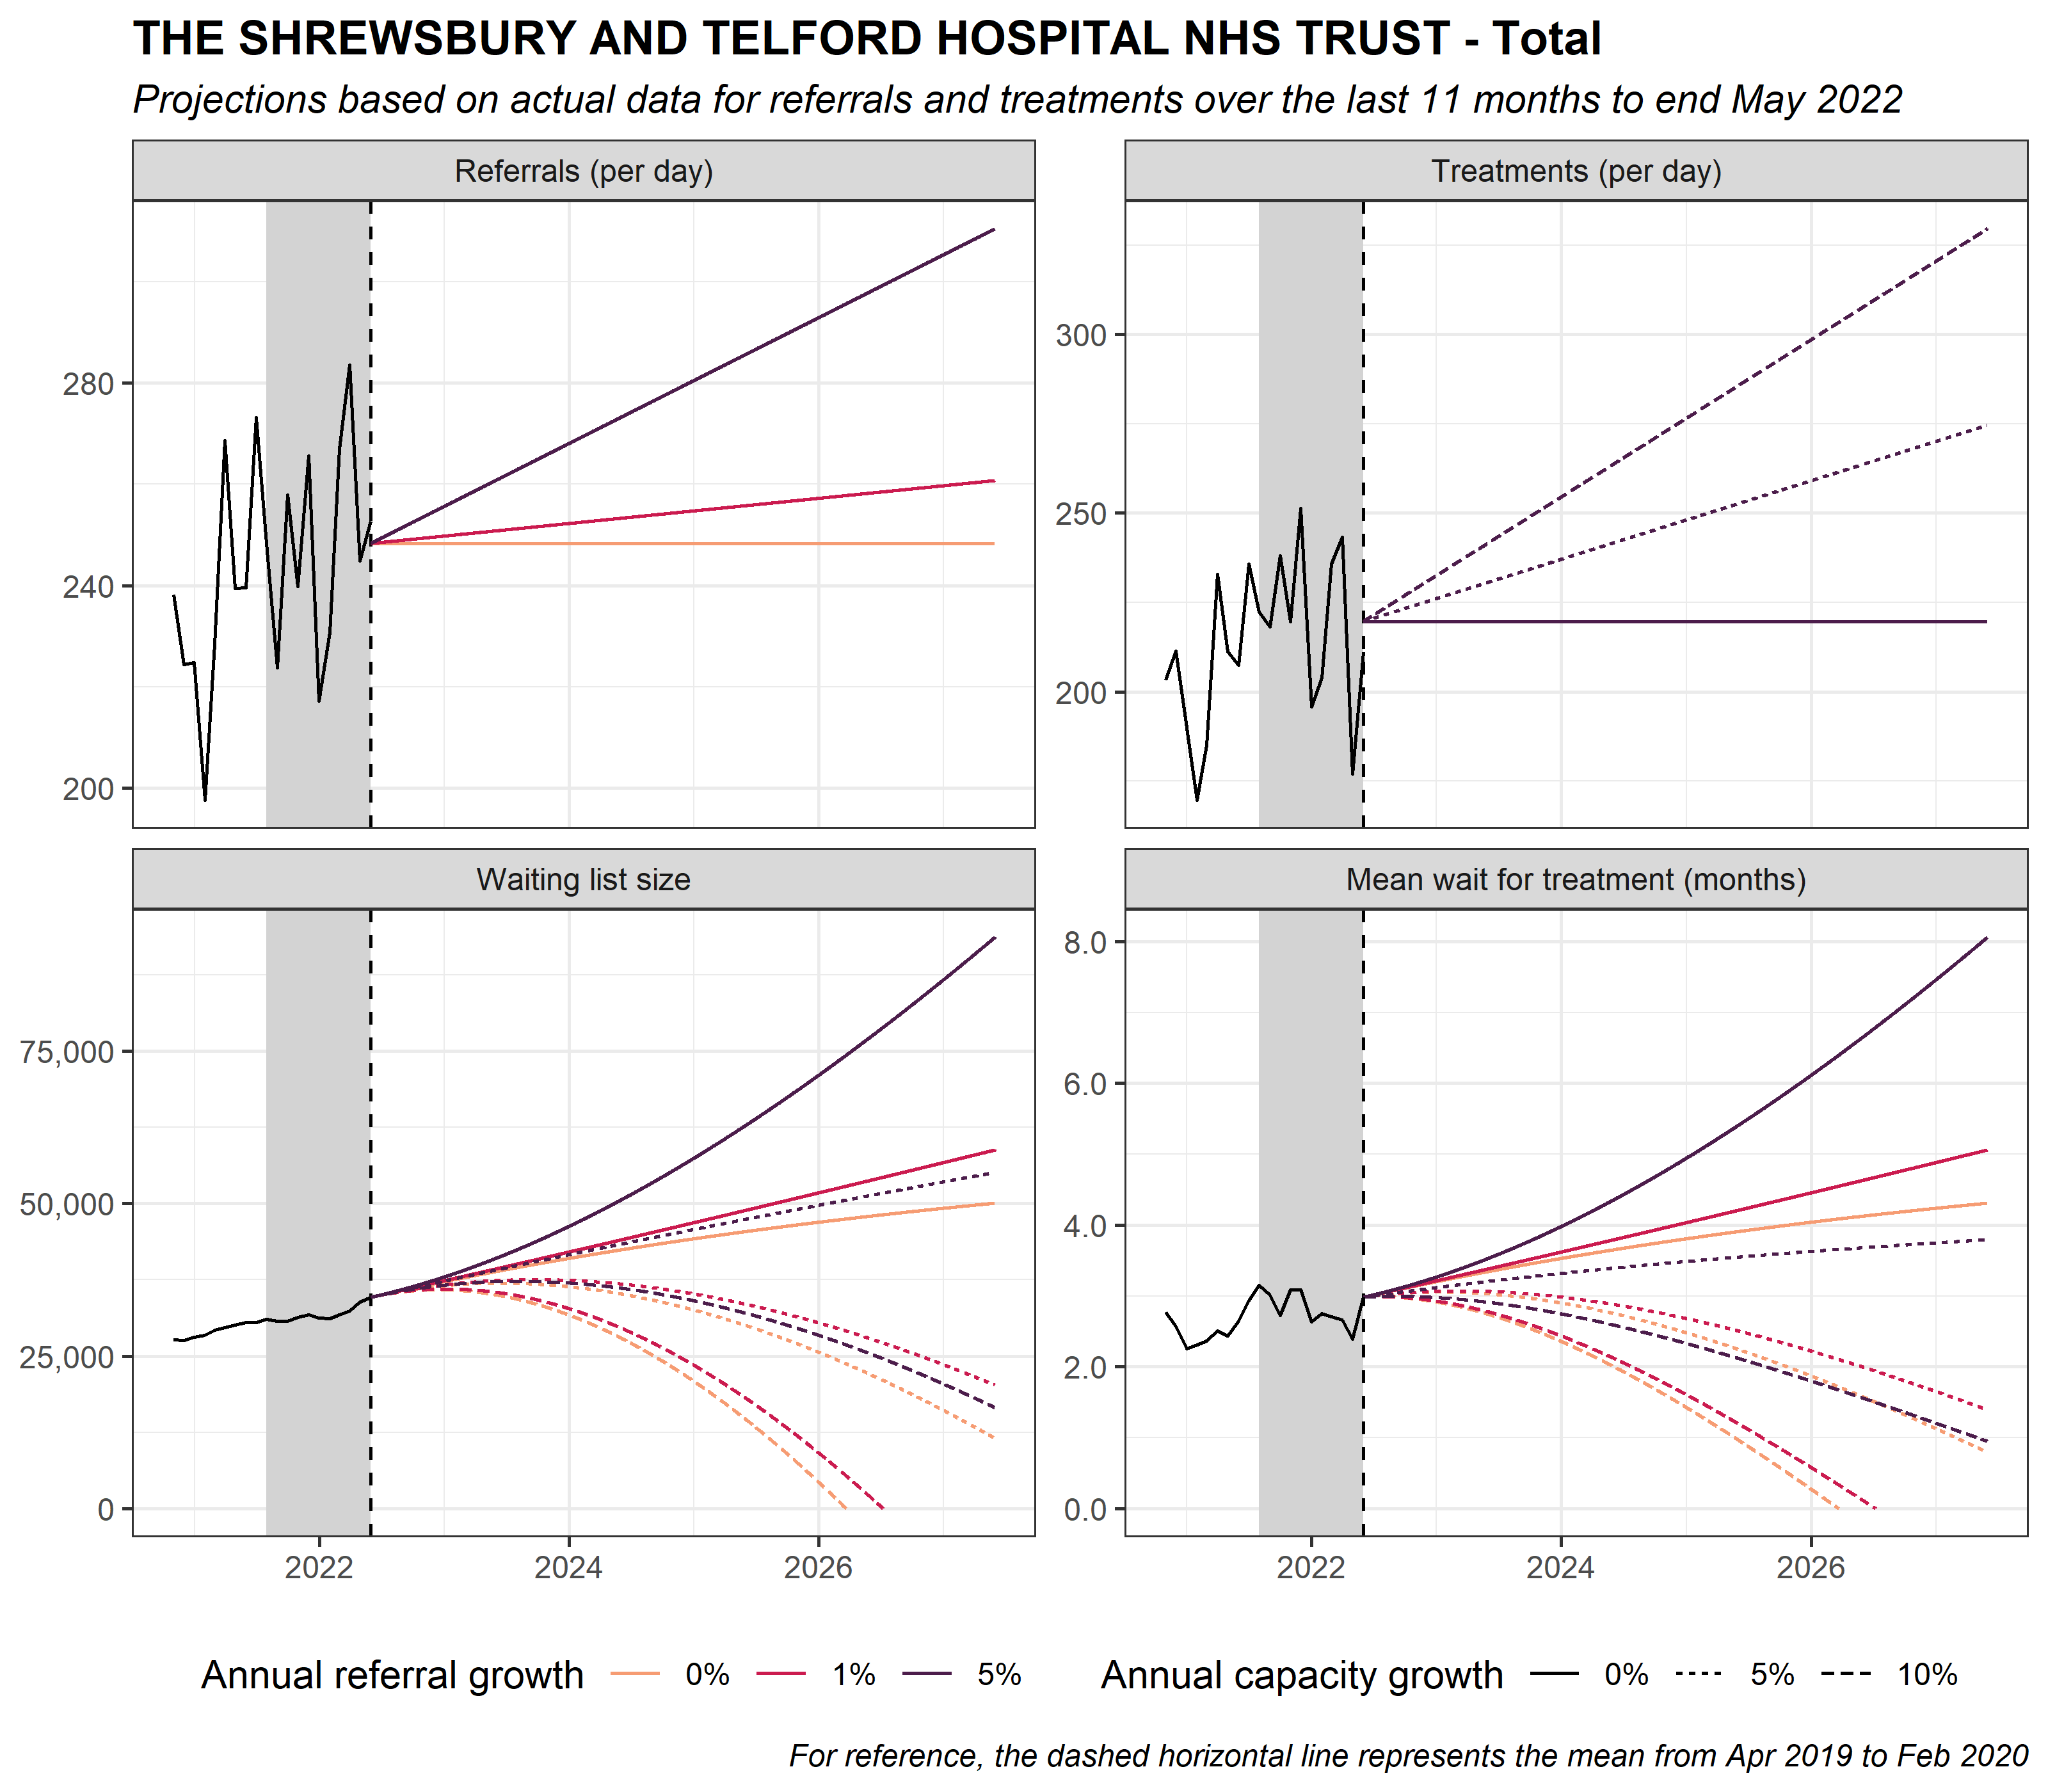 THE SHREWSBURY AND TELFORD HOSPITAL NHS TRUST - Total
Projections based on actual data for referrals and treatments over the last 11 months to end May 2022
Referrals (per day)
280
240
200
Treatments (per day)
300
250
200
Waiting list size
75,000
50,000
25,000
0
2022 2024 2026
Mean wait for treatment (months)
8.0
6.0
4.0
2.0
0.0
2022 2024 2026
Annual referral growth 0% 1% 5%
Annual capacity growth 0% 5% 10%
For reference, the dashed horizontal line represents the mean from Apr 2019 to Feb 2020